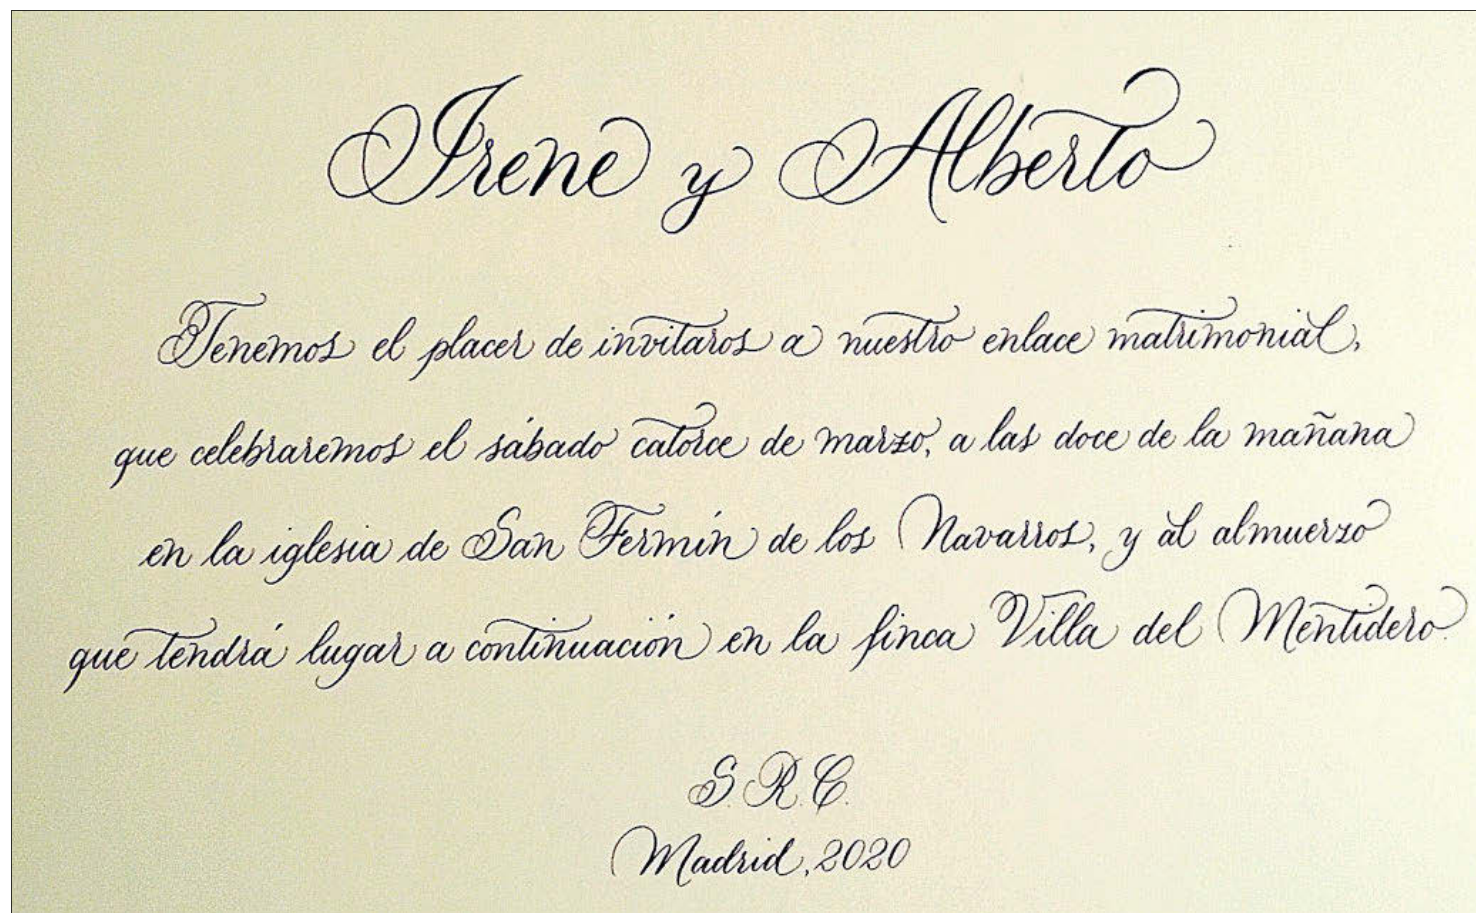 Irene y Alberto
Tenemos el placer de invitaros a nuestro enlace matrimonial,
que celebraremos el sábado catorce de marzo, a las doce de la mañana
en la iglesia de San Fermín de los Navarros, y al almuerzo
que tendrá lugar a continuación en la finca Villa del Mentidero.
S. R. C.
Madrid, 2020